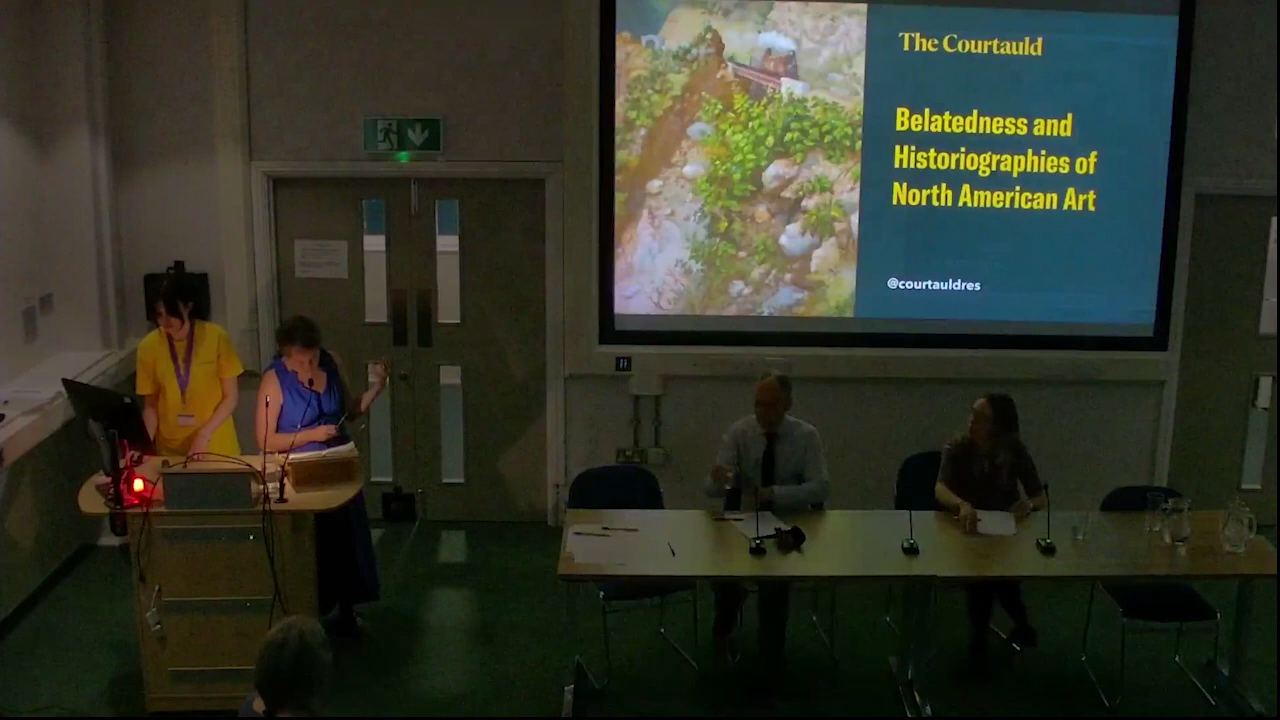 The Courtauld
Belatedness and
Historiographies of
North American Art
@courtauldres